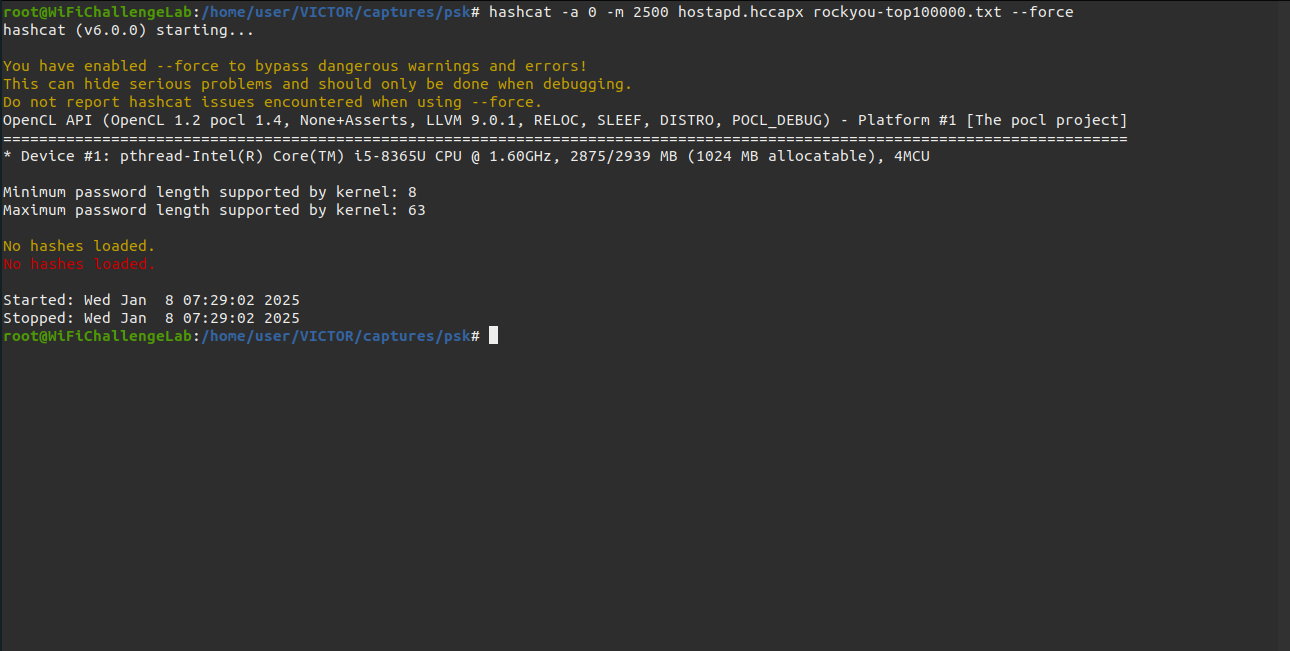 root@WiFiChallengeLab:/home/user/VICTOR/captures/psk# hashcat -a 0 -m 2500 hostapd.hccapx rockyou-top100000.txt --force
hashcat (v6.0.0) starting...
You have enabled --force to bypass dangerous warnings and errors!
This can hide serious problems and should only be done when debugging.
Do not report hashcat issues encountered when using --force.
OpenCL API (OpenCL 1.2 pocl 1.4, None+Asserts, LLVM 9.0.1, RELOC, SLEEF, DISTRO, POCL_DEBUG) - Platform #1 [The pocl project]
=============================================================================================================================
* Device #1: pthread-Intel(R) Core(TM) i5-8365U CPU @ 1.60GHz, 2875/2939 MB (1024 MB allocatable), 4MCU
Minimum password length supported by kernel: 8
Maximum password length supported by kernel: 63
No hashes loaded.
No hashes loaded.
Started: Wed Jan  8 07:29:02 2025
Stopped: Wed Jan  8 07:29:02 2025
root@WiFiChallengeLab:/home/user/VICTOR/captures/psk#